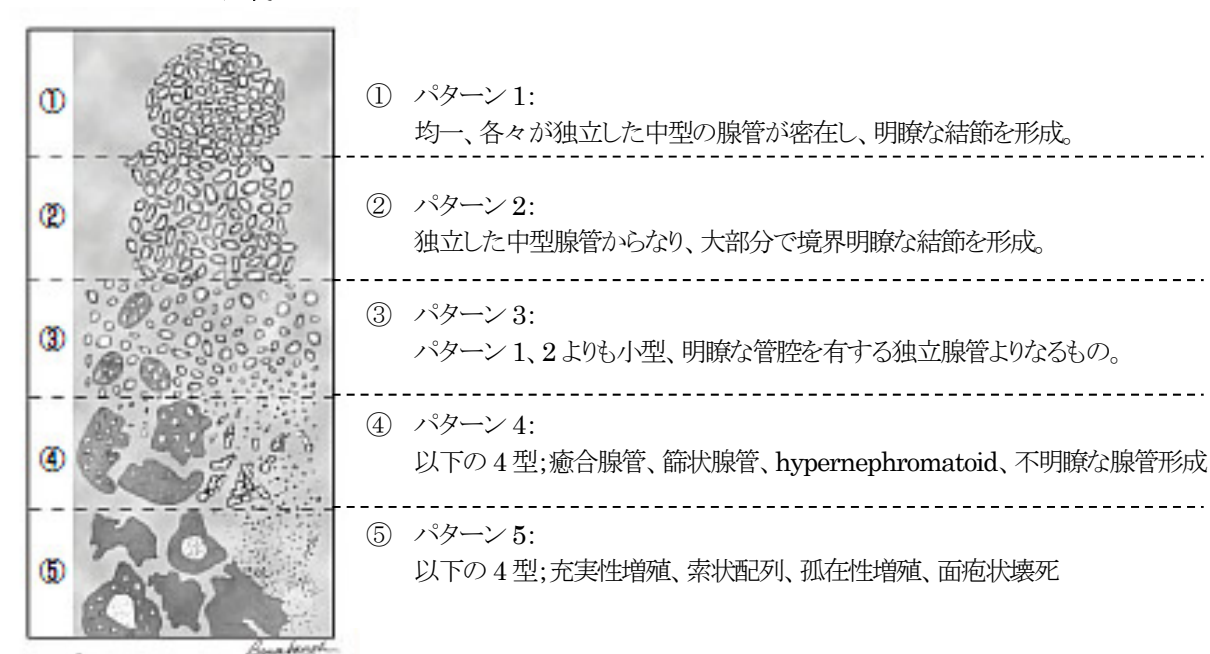 ①
②
③
④
⑤
① パターン 1:
均一、各々が独立した中型の腺管が密在し、明瞭な結節を形成。
② パターン 2:
独立した中型腺管からなり、大部分で境界明瞭な結節を形成。
③ パターン 3:
パターン 1、2 よりも小型、明瞭な管腔を有する独立腺管よりなるもの。
④ パターン 4:
以下の 4 型;癒合腺管、篩状腺管、hypernephromatoid、不明瞭な腺管形成
⑤ パターン 5:
以下の 4 型;充実性増殖、索状配列、孤在性増殖、面疱状壊死